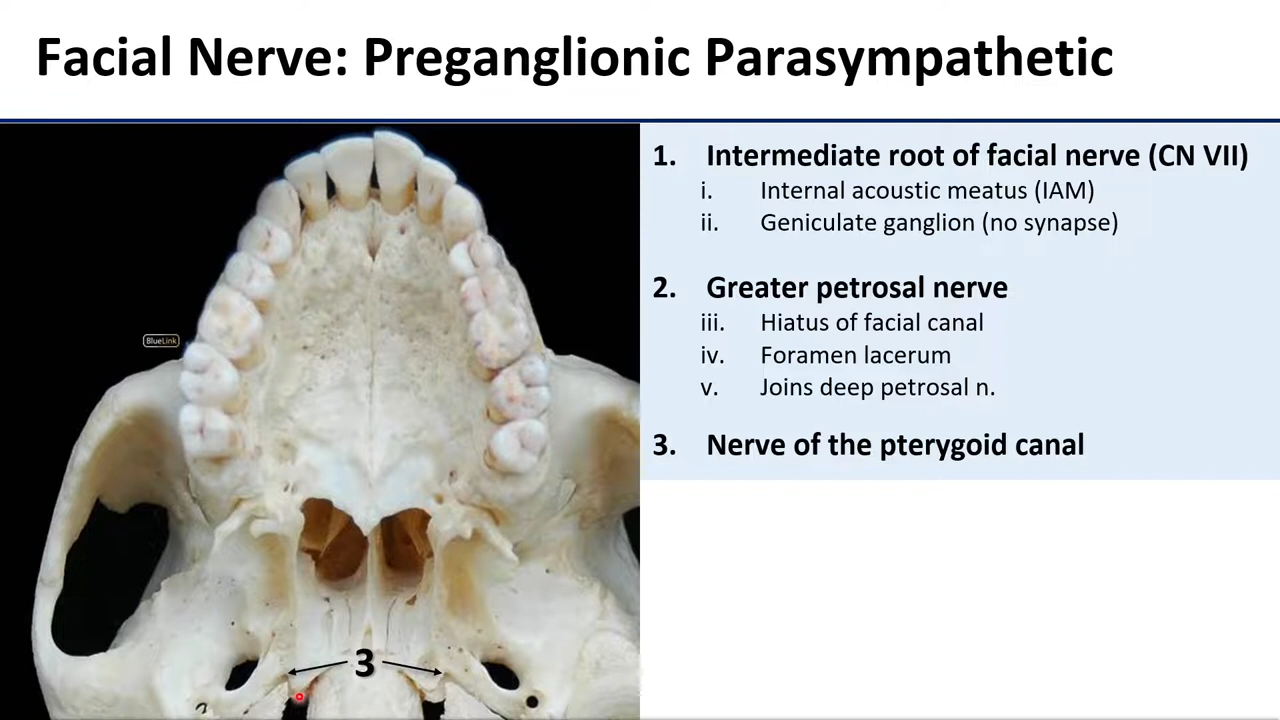 Facial Nerve: Preganglionic Parasympathetic
1. Intermediate root of facial nerve (CN VII)
i. Internal acoustic meatus (IAM)
ii. Geniculate ganglion (no synapse)
2. Greater petrosal nerve
iii. Hiatus of facial canal
iv. Foramen lacerum
v. Joins deep petrosal n.
3. Nerve of the pterygoid canal
BlueLink
3